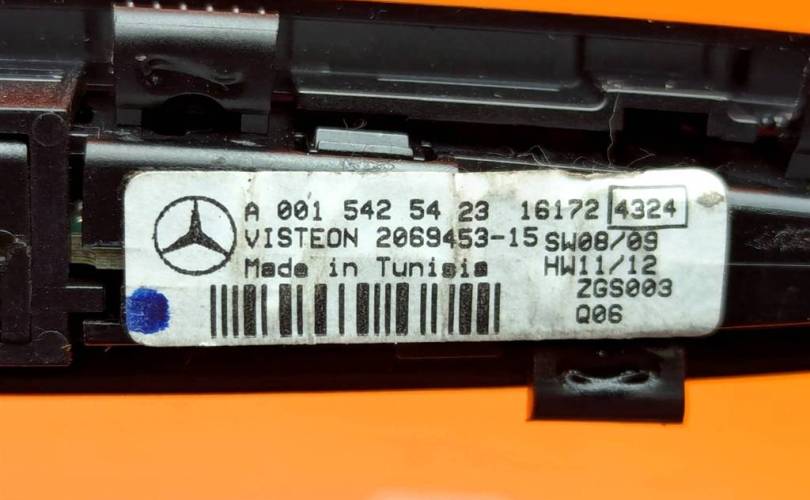 A 001 542 54 23 16172 4324
VISTEON 2069453-15 SW08/09
Made in Tunisia HW11/12
ZGS003
Q06